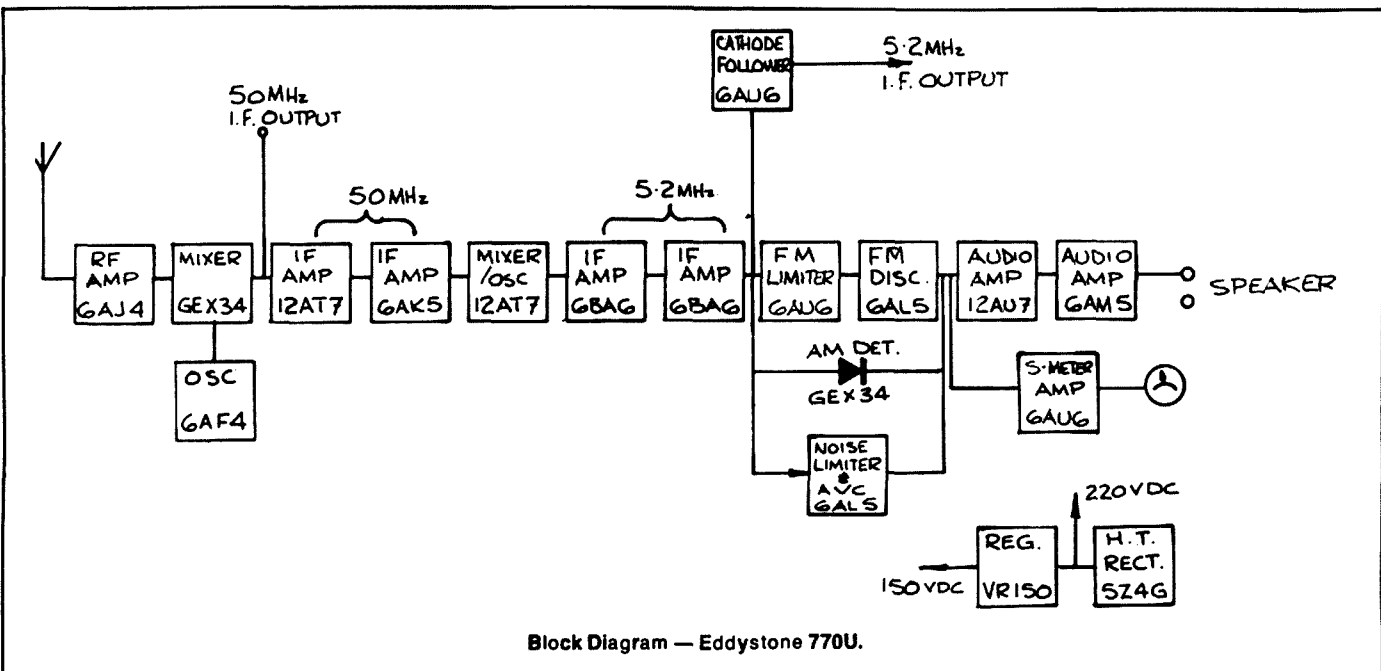 CATHODE
FOLLOWER
6AU6
5·2MHz
I.F. OUTPUT
50MHz
I.F. OUTPUT
50MHz
5·2MHz
RF
AMP
6AJ4
MIXER
GEX34
IF
AMP
12AT7
IF
AMP
6AK5
MIXER
/OSC
12AT7
IF
AMP
6BA6
IF
AMP
6BA6
FM
LIMITER
6AU6
FM
DISC.
6AL5
AUDIO
AMP
12AU7
AUDIO
AMP
6AM5
SPEAKER
OSC
6AF4
AM DET.
GEX34
S-METER
AMP
6AU6
NOISE
LIMITER
&
AVC
6AL5
220VDC
REG.
VR150
H.T.
RECT.
5Z4G
150VDC
Block Diagram — Eddystone 770U.